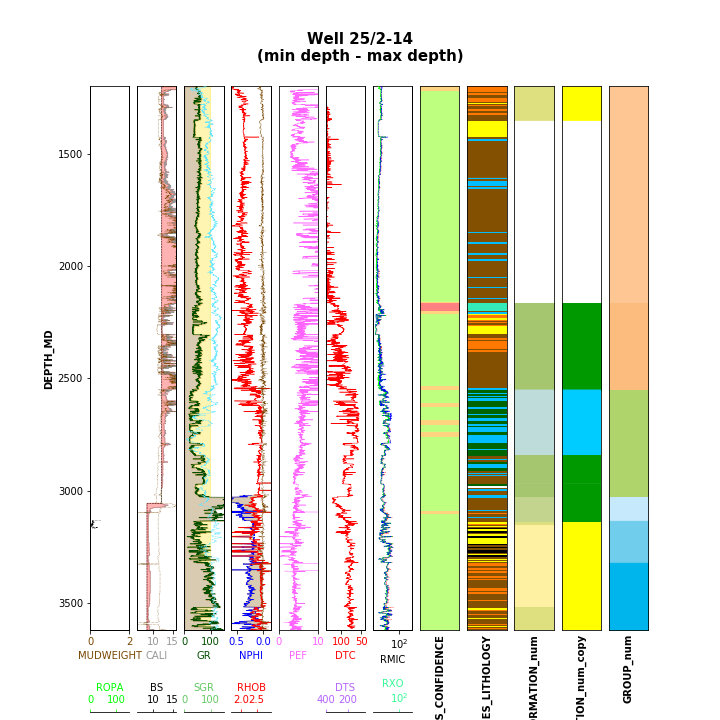 Well 25/2-14
(min depth - max depth)
DEPTH_MD
1500
2000
2500
3000
3500
0 2
MUDWEIGHT
10 15
CALI
0 100
GR
0.5 0.0
NPHI
0 10
PEF
100 50
DTC
10²
RMIC
ROPA
0 100
BS
10 15
SGR
0 100
RHOB
2.02.5
DTS
400 200
RXO
10²
S_CONFIDENCE
ES_LITHOLOGY
RMATION_num
TION_num_copy
GROUP_num